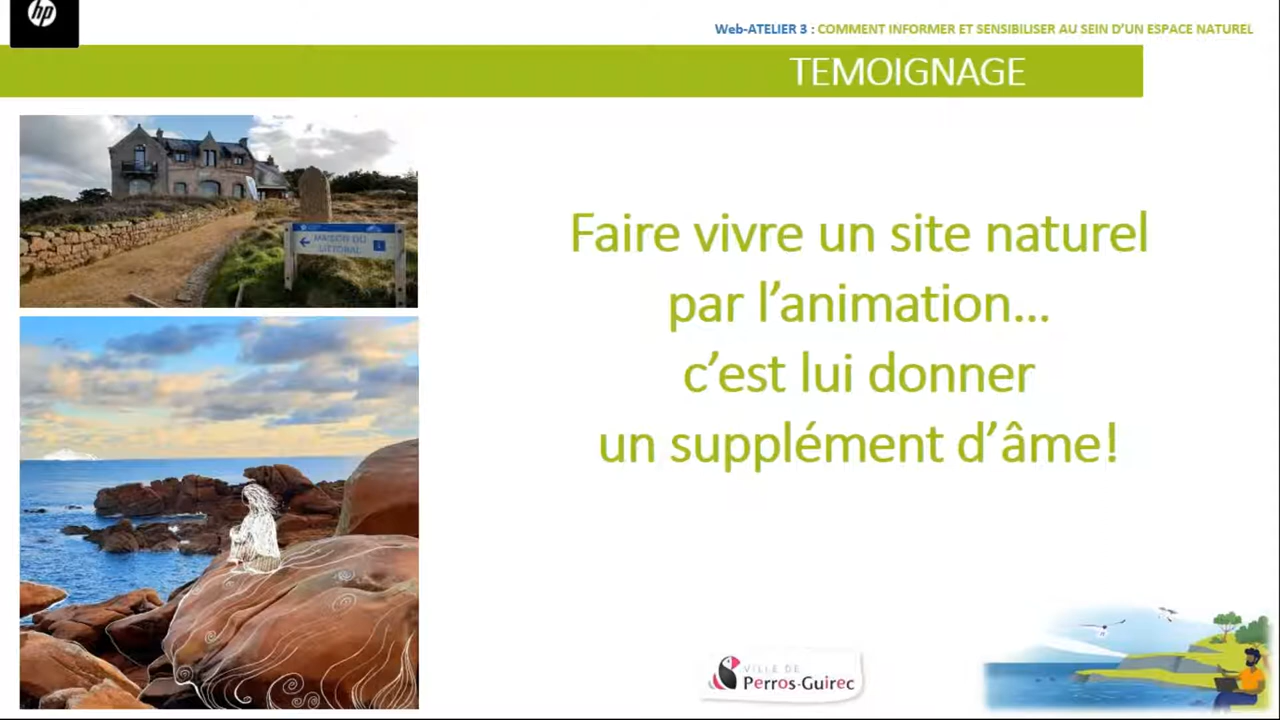 hp
Web-ATELIER 3 : COMMENT INFORMER ET SENSIBILISER AU SEIN D'UN ESPACE NATUREL
TEMOIGNAGE
MAISON DU
LITTORAL
i
Faire vivre un site naturel
par l'animation...
c'est lui donner
un supplément d'âme!
VILLE DE
Perros-Guirec